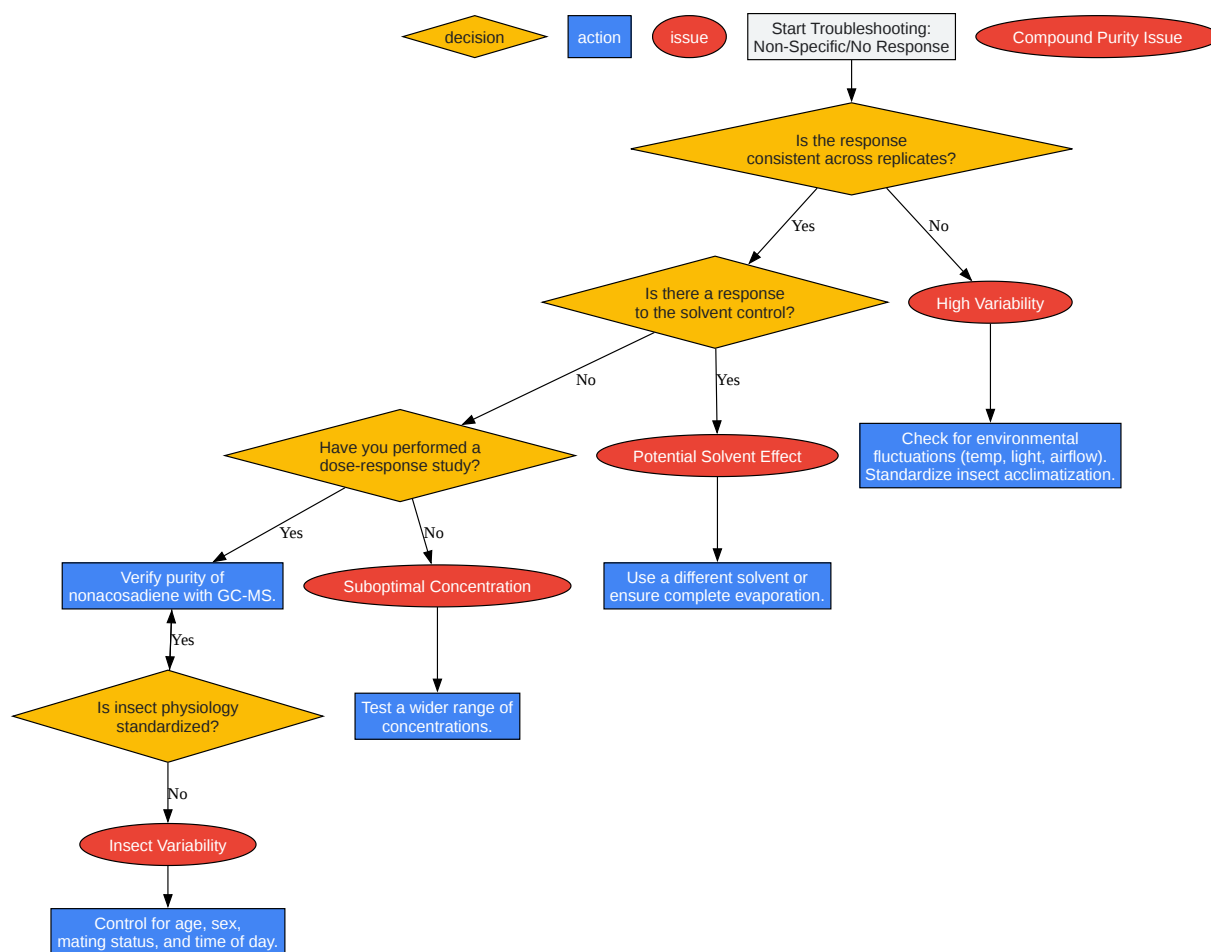 decision
action
issue
Start Troubleshooting:
Non-Specific/No Response
Compound Purity Issue
Is the response
consistent across replicates?
Yes
No
Is there a response
to the solvent control?
High Variability
No
Yes
Have you performed a
dose-response study?
Potential Solvent Effect
Check for environmental
fluctuations (temp, light, airflow).
Standardize insect acclimatization.
Yes
No
Verify purity of
nonacosadiene with GC-MS.
Suboptimal Concentration
Use a different solvent or
ensure complete evaporation.
Yes
Is insect physiology
standardized?
Test a wider range of
concentrations.
No
Insect Variability
Control for age, sex,
mating status, and time of day.